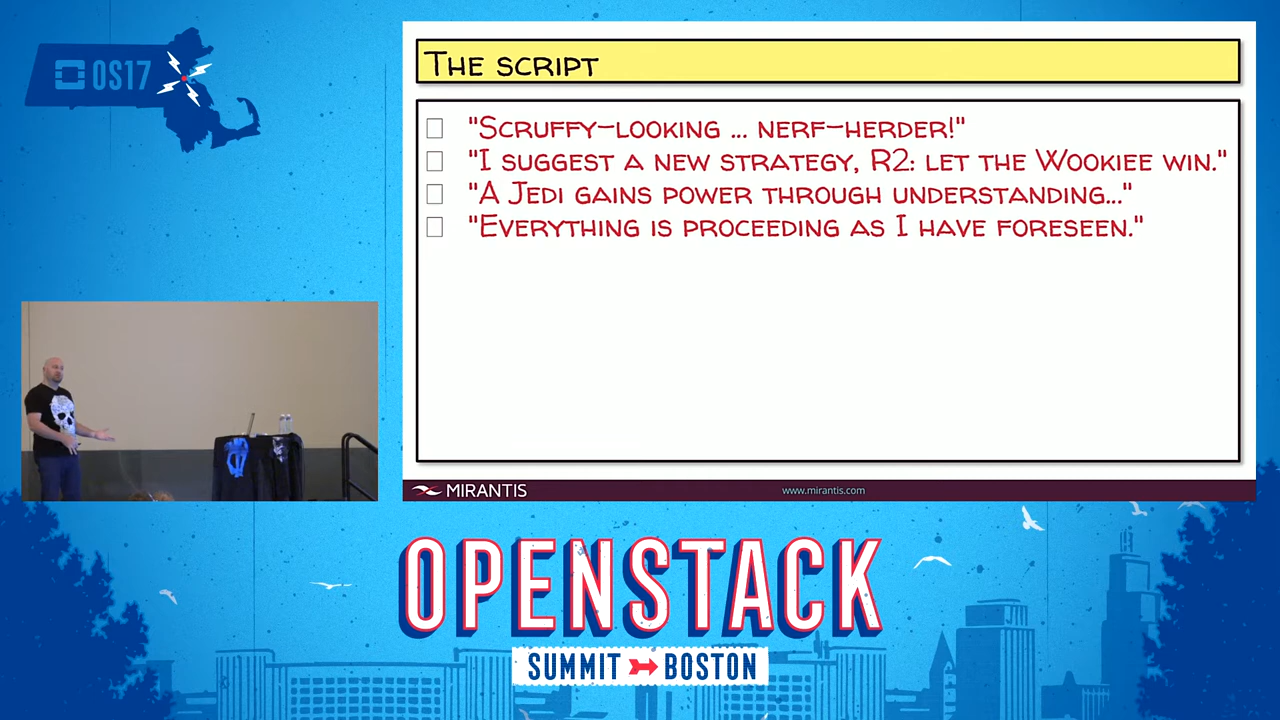 OS17
The script
"Scruffy-looking ... nerf-herder!"
"I suggest a new strategy, R2: let the Wookiee win."
"A Jedi gains power through understanding..."
"Everything is proceeding as I have foreseen."
MIRANTIS
www.mirantis.com
OPENSTACK
SUMMIT BOSTON